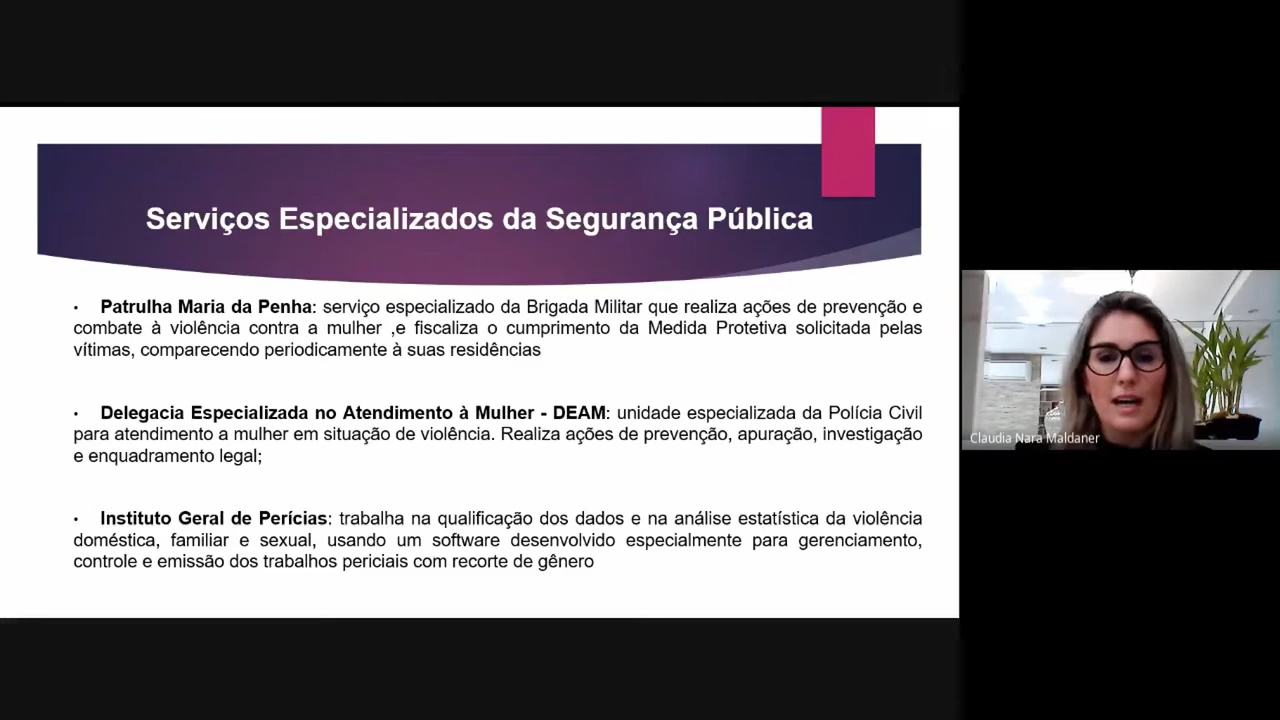 Serviços Especializados da Segurança Pública
• Patrulha Maria da Penha: serviço especializado da Brigada Militar que realiza ações de prevenção e
combate à violência contra a mulher ,e fiscaliza o cumprimento da Medida Protetiva solicitada pelas
vítimas, comparecendo periodicamente à suas residências
• Delegacia Especializada no Atendimento à Mulher - DEAM: unidade especializada da Polícia Civil
para atendimento a mulher em situação de violência. Realiza ações de prevenção, apuração, investigação
e enquadramento legal;
• Instituto Geral de Perícias: trabalha na qualificação dos dados e na análise estatística da violência
doméstica, familiar e sexual, usando um software desenvolvido especialmente para gerenciamento,
controle e emissão dos trabalhos periciais com recorte de gênero
Claudia Nara Maldaner